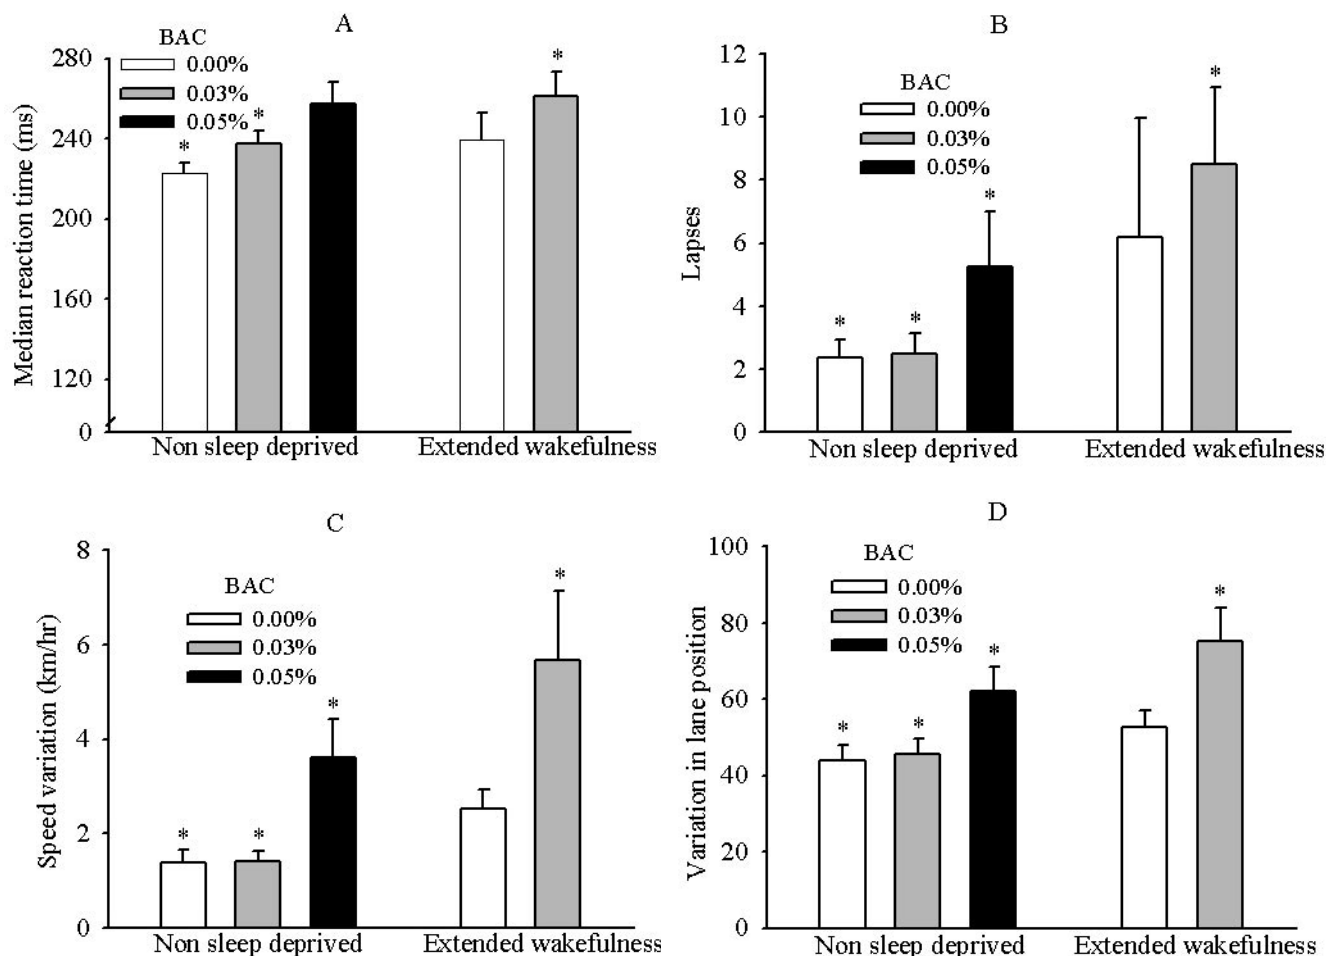 A
BAC
0.00%
0.03%
0.05%
Median reaction time (ms)
280
240
200
160
120
0
* * *
Non sleep deprived Extended wakefulness
B
BAC
0.00%
0.03%
0.05%
Lapses
12
10
8
6
4
2
0
* * * *
Non sleep deprived Extended wakefulness
C
BAC
0.00%
0.03%
0.05%
Speed variation (km/hr)
8
6
4
2
0
* * * *
Non sleep deprived Extended wakefulness
D
BAC
0.00%
0.03%
0.05%
Variation in lane position
100
80
60
40
20
0
* * * *
Non sleep deprived Extended wakefulness